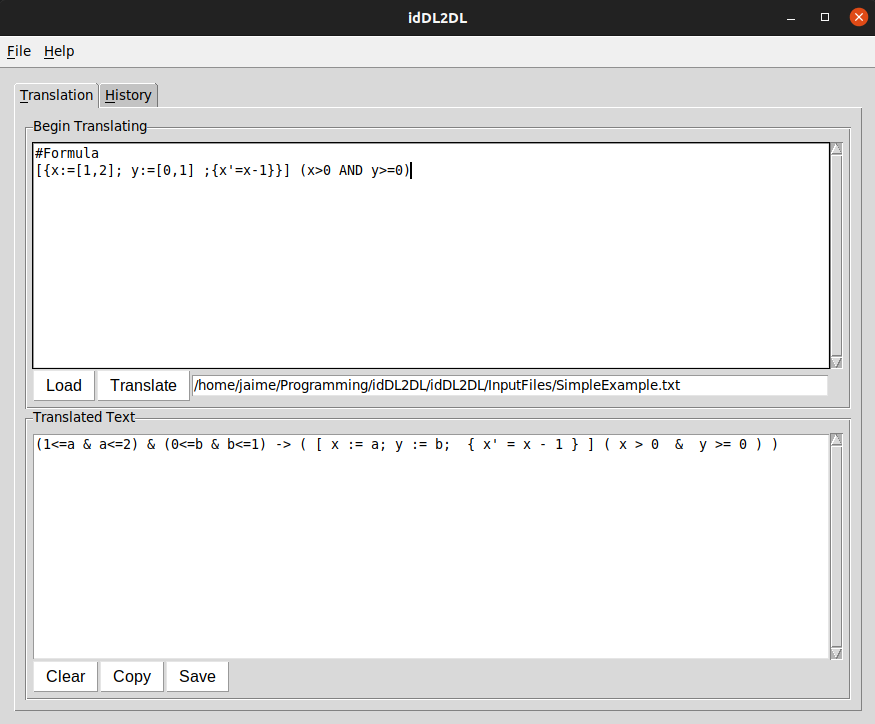 idDL2DL
File Help
Translation History
Begin Translating
#Formula
[{x:=[1,2]; y:=[0,1] ;{x'=x-1}}] (x>0 AND y>=0)
Load Translate /home/jaime/Programming/idDL2DL/idDL2DL/InputFiles/SimpleExample.txt
Translated Text
(1<=a & a<=2) & (0<=b & b<=1) -> ( [ x := a; y := b;  { x' = x - 1 } ] ( x > 0  &  y >= 0 ) )
Clear Copy Save